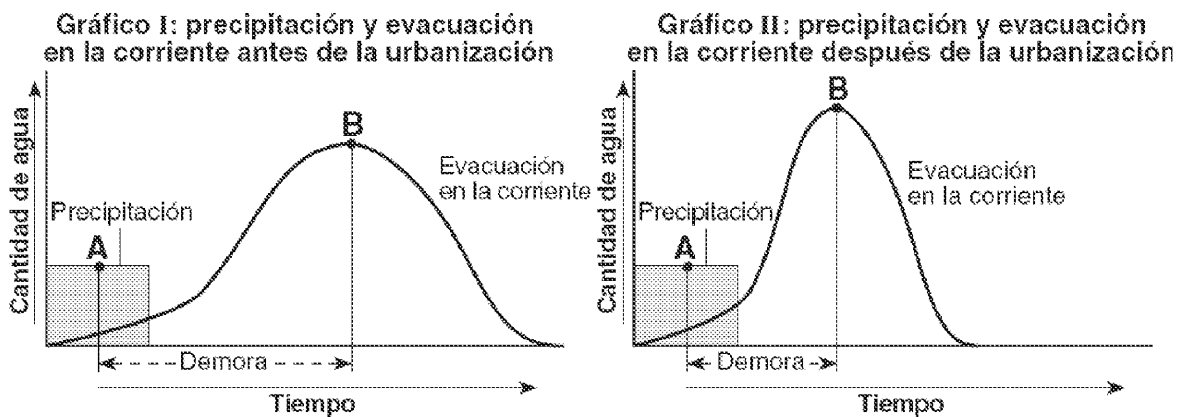 Gráfico I: precipitación y evacuación
en la corriente antes de la urbanización
Cantidad de agua
Precipitación
A
B
Evacuación
en la corriente
Demora
Tiempo
Gráfico II: precipitación y evacuación
en la corriente después de la urbanización
Cantidad de agua
Precipitación
A
B
Evacuación
en la corriente
Demora
Tiempo